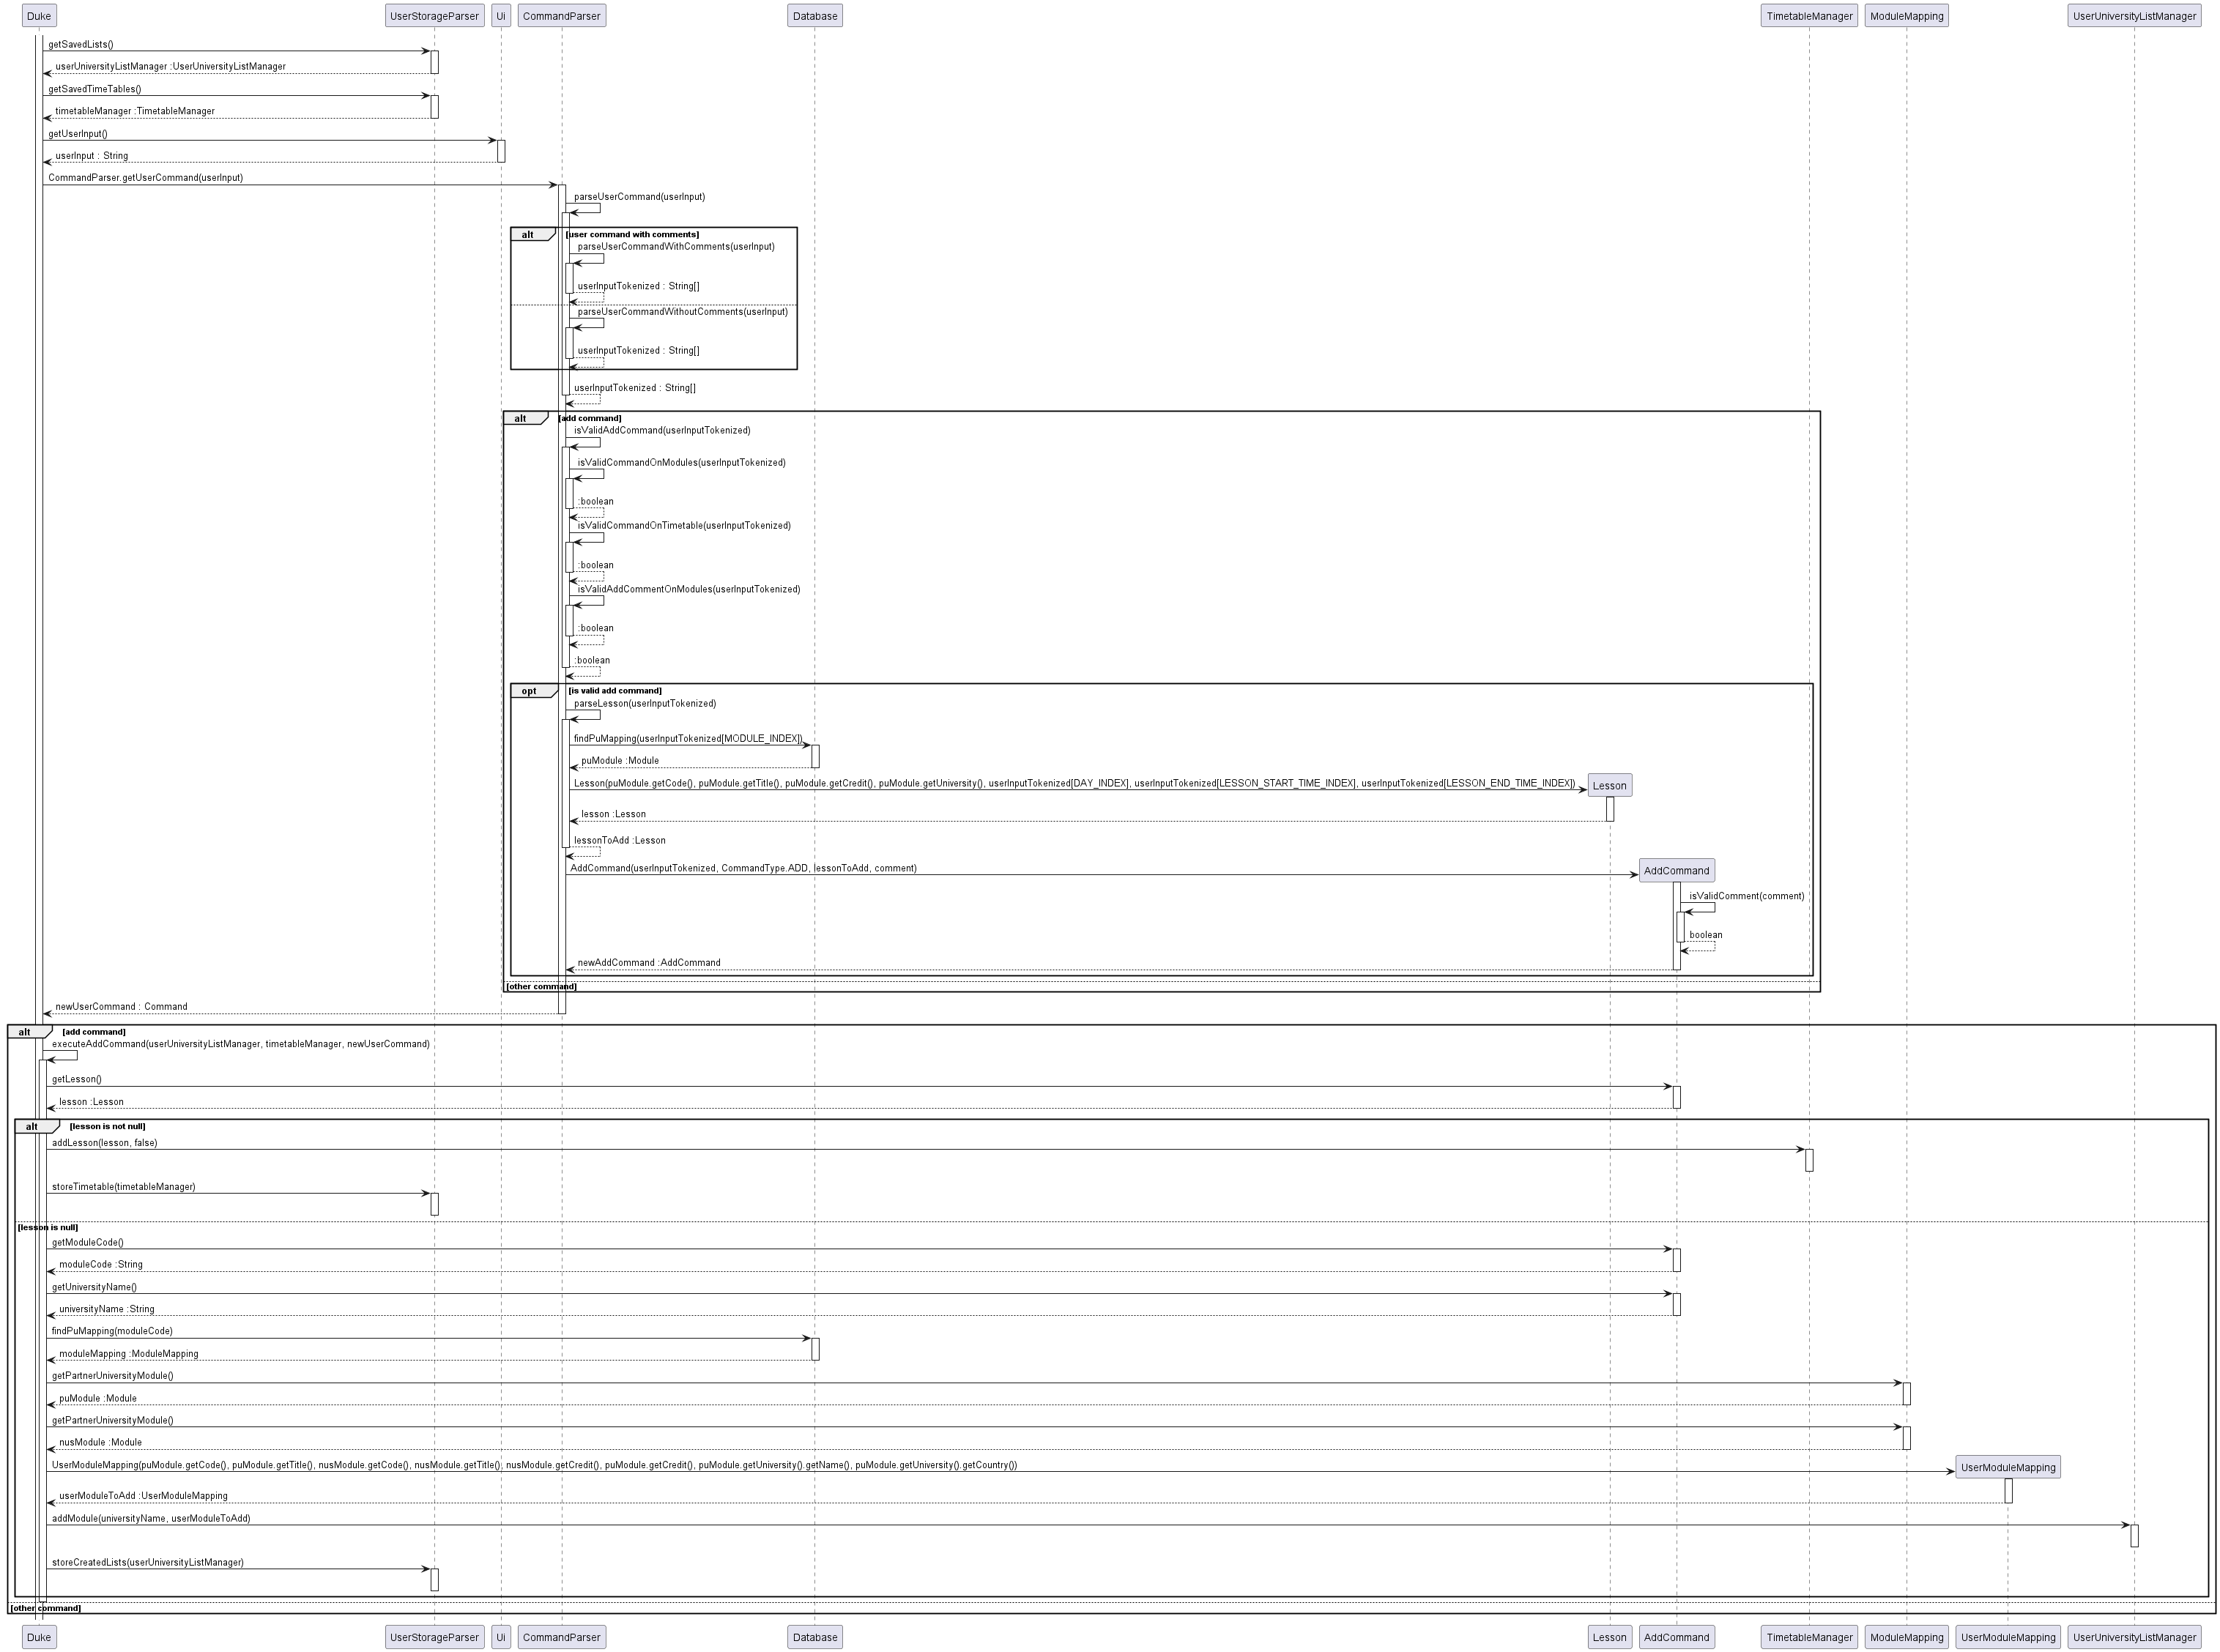 Duke
UserStorageParser
Ui
CommandParser
Database
TimetableManager
ModuleMapping
UserUniversityListManager
getSavedLists()
userUniversityListManager :UserUniversityListManager
getSavedTimeTables()
timetableManager :TimetableManager
getUserInput()
userInput : String
CommandParser.getUserCommand(userInput)
parseUserCommand(userInput)
alt [user command with comments]
parseUserCommandWithComments(userInput)
userInputTokenized : String[]
parseUserCommandWithoutComments(userInput)
userInputTokenized : String[]
userInputTokenized : String[]
alt [add command]
isValidAddCommand(userInputTokenized)
isValidCommandOnModules(userInputTokenized)
:boolean
isValidCommandOnTimetable(userInputTokenized)
:boolean
isValidAddCommentOnModules(userInputTokenized)
:boolean
:boolean
opt [is valid add command]
parseLesson(userInputTokenized)
findPuMapping(userInputTokenized[MODULE_INDEX])
puModule :Module
Lesson(puModule.getCode(), puModule.getTitle(), puModule.getCredit(), puModule.getUniversity(), userInputTokenized[DAY_INDEX], userInputTokenized[LESSON_START_TIME_INDEX], userInputTokenized[LESSON_END_TIME_INDEX])
Lesson
lesson :Lesson
lessonToAdd :Lesson
AddCommand(userInputTokenized, CommandType.ADD, lessonToAdd, comment)
AddCommand
isValidComment(comment)
boolean
newAddCommand :AddCommand
[other command]
newUserCommand : Command
alt [add command]
executeAddCommand(userUniversityListManager, timetableManager, newUserCommand)
getLesson()
lesson :Lesson
alt [lesson is not null]
addLesson(lesson, false)
storeTimetable(timetableManager)
[lesson is null]
getModuleCode()
moduleCode :String
getUniversityName()
universityName :String
findPuMapping(moduleCode)
moduleMapping :ModuleMapping
getPartnerUniversityModule()
puModule :Module
getPartnerUniversityModule()
nusModule :Module
UserModuleMapping(puModule.getCode(), puModule.getTitle(), nusModule.getCode(), nusModule.getTitle(), nusModule.getCredit(), puModule.getCredit(), puModule.getUniversity().getName(), puModule.getUniversity().getCountry())
UserModuleMapping
userModuleToAdd :UserModuleMapping
addModule(universityName, userModuleToAdd)
storeCreatedLists(userUniversityListManager)
[other command]
Duke
UserStorageParser
Ui
CommandParser
Database
Lesson
AddCommand
TimetableManager
ModuleMapping
UserModuleMapping
UserUniversityListManager